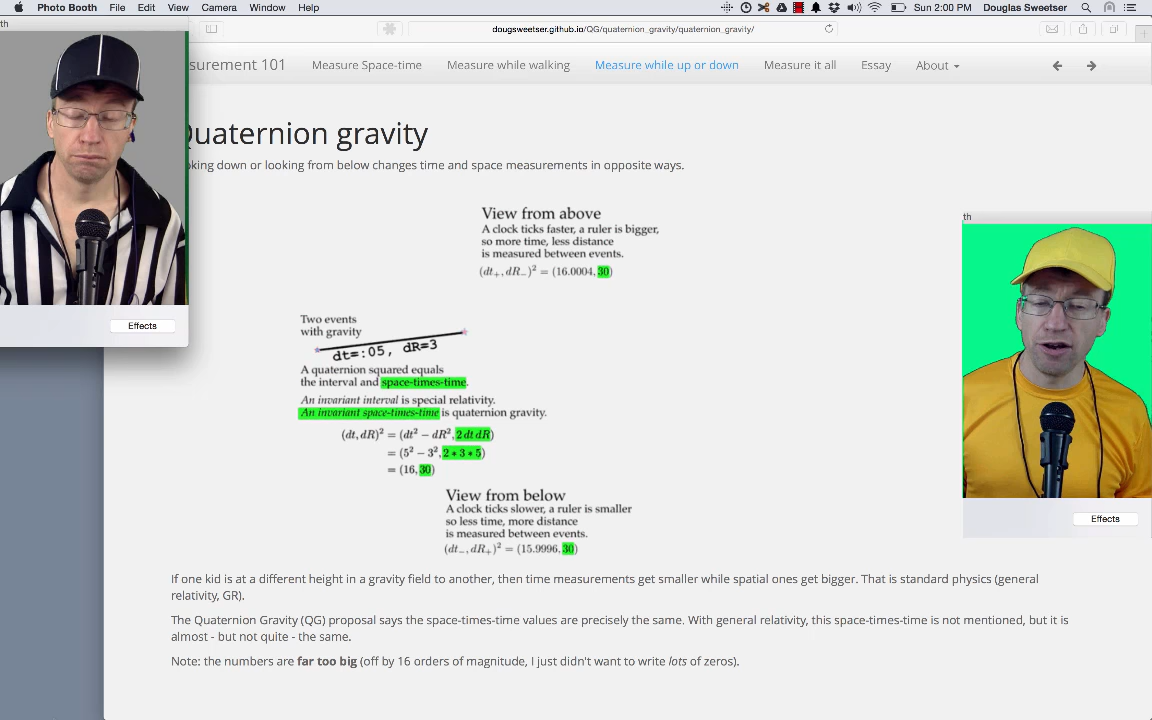 Photo Booth File Edit View Camera Window Help Sun 2:00 PM Douglas Sweetser
th
dougsweetser.github.io/QG/quaternion_gravity/quaternion_gravity/
surement 101 Measure Space-time Measure while walking Measure while up or down Measure it all Essay About
Quaternion gravity
oking down or looking from below changes time and space measurements in opposite ways.
View from above
A clock ticks faster, a ruler is bigger,
so more time, less distance
is measured between events.
(dt₊, dR₋)² = (16.0004, 30)
th
Effects
Two events
with gravity
dt=:05, dR=3
A quaternion squared equals
the interval and space-times-time.
An invariant interval is special relativity.
An invariant space-times-time is quaternion gravity.
(dt, dR)² = (dt² − dR², 2 dt dR)
= (5² − 3², 2 * 3 * 5)
= (16, 30)
View from below
A clock ticks slower, a ruler is smaller
so less time, more distance
is measured between events.
(dt₋, dR₊)² = (15.9996, 30)
Effects
If one kid is at a different height in a gravity field to another, then time measurements get smaller while spatial ones get bigger. That is standard physics (general
relativity, GR).
The Quaternion Gravity (QG) proposal says the space-times-time values are precisely the same. With general relativity, this space-times-time is not mentioned, but it is
almost - but not quite - the same.
Note: the numbers are far too big (off by 16 orders of magnitude, I just didn't want to write lots of zeros).